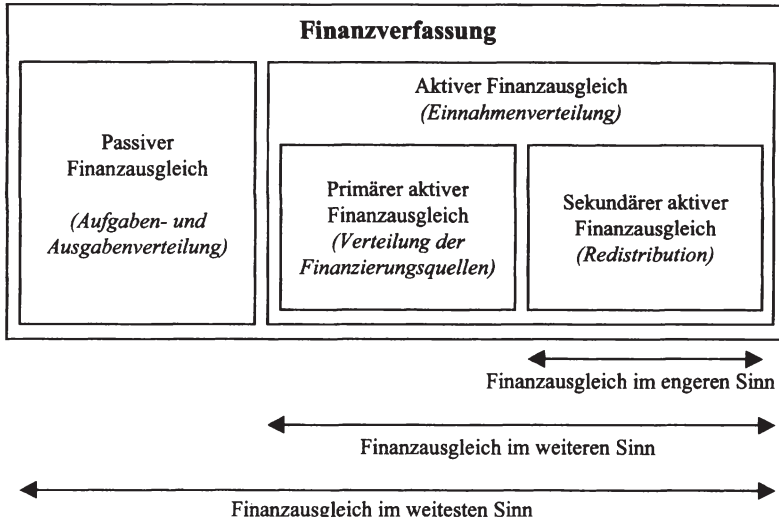 Finanzverfassung
Passiver
Finanzausgleich
(Aufgaben- und
Ausgabenverteilung)
Aktiver Finanzausgleich
(Einnahmenverteilung)
Primärer aktiver
Finanzausgleich
(Verteilung der
Finanzierungsquellen)
Sekundärer aktiver
Finanzausgleich
(Redistribution)
Finanzausgleich im engeren Sinn
Finanzausgleich im weiteren Sinn
Finanzausgleich im weitesten Sinn